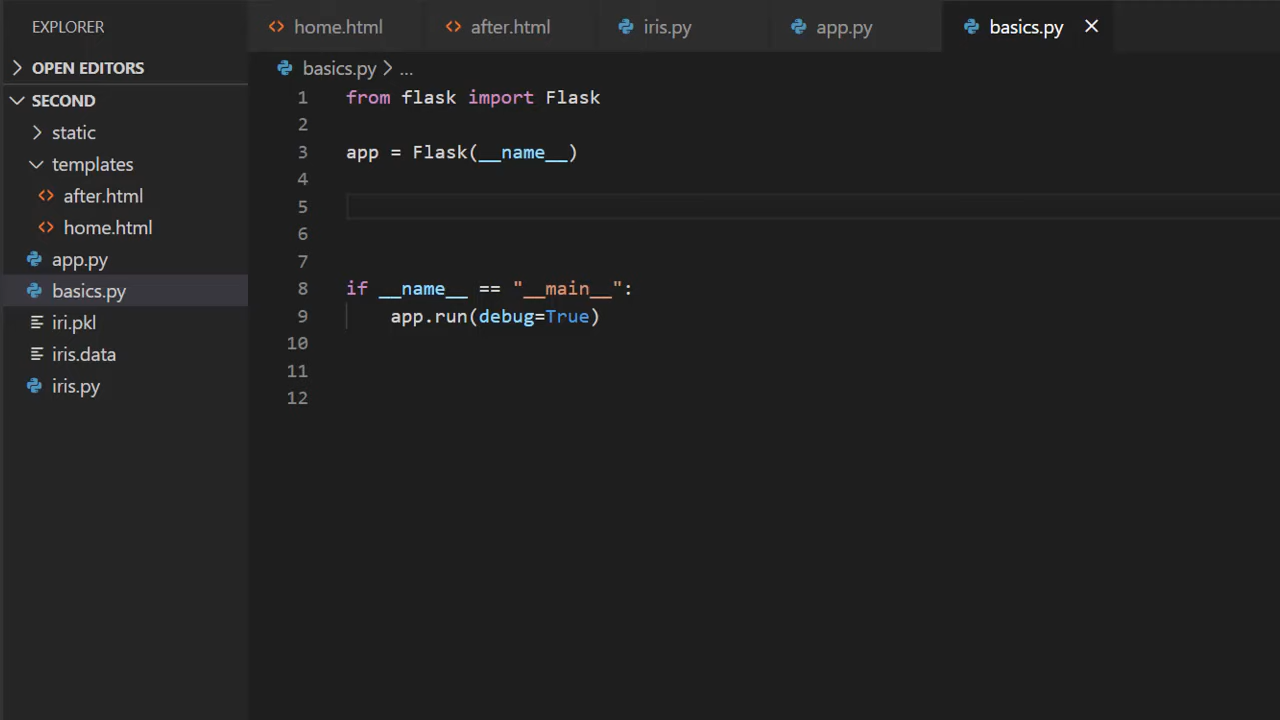 EXPLORER
OPEN EDITORS
SECOND
static
templates
after.html
home.html
app.py
basics.py
iri.pkl
iris.data
iris.py
home.html after.html iris.py app.py basics.py
basics.py > ...
1 from flask import Flask
2
3 app = Flask(__name__)
4
5
6
7
8 if __name__ == "__main__":
9 app.run(debug=True)
10
11
12